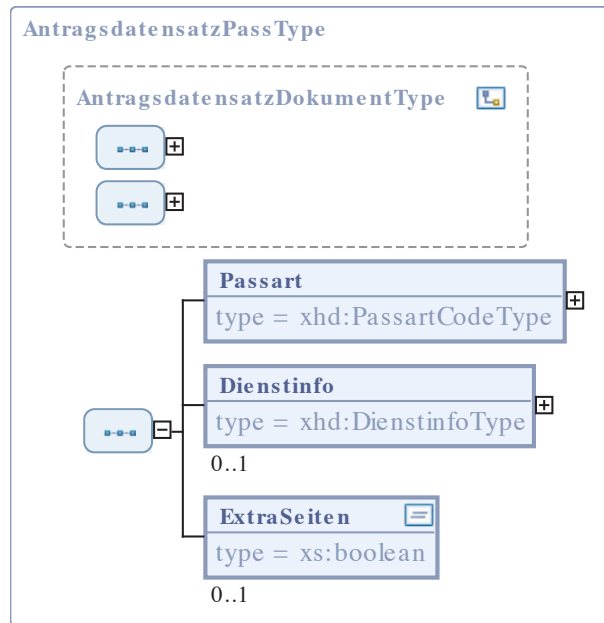 AntragsdatensatzPassType
AntragsdatensatzDokumentType
Passart
type = xhd:PassartCodeType
Dienstinfo
type = xhd:DienstinfoType
0..1
ExtraSeiten
type = xs:boolean
0..1